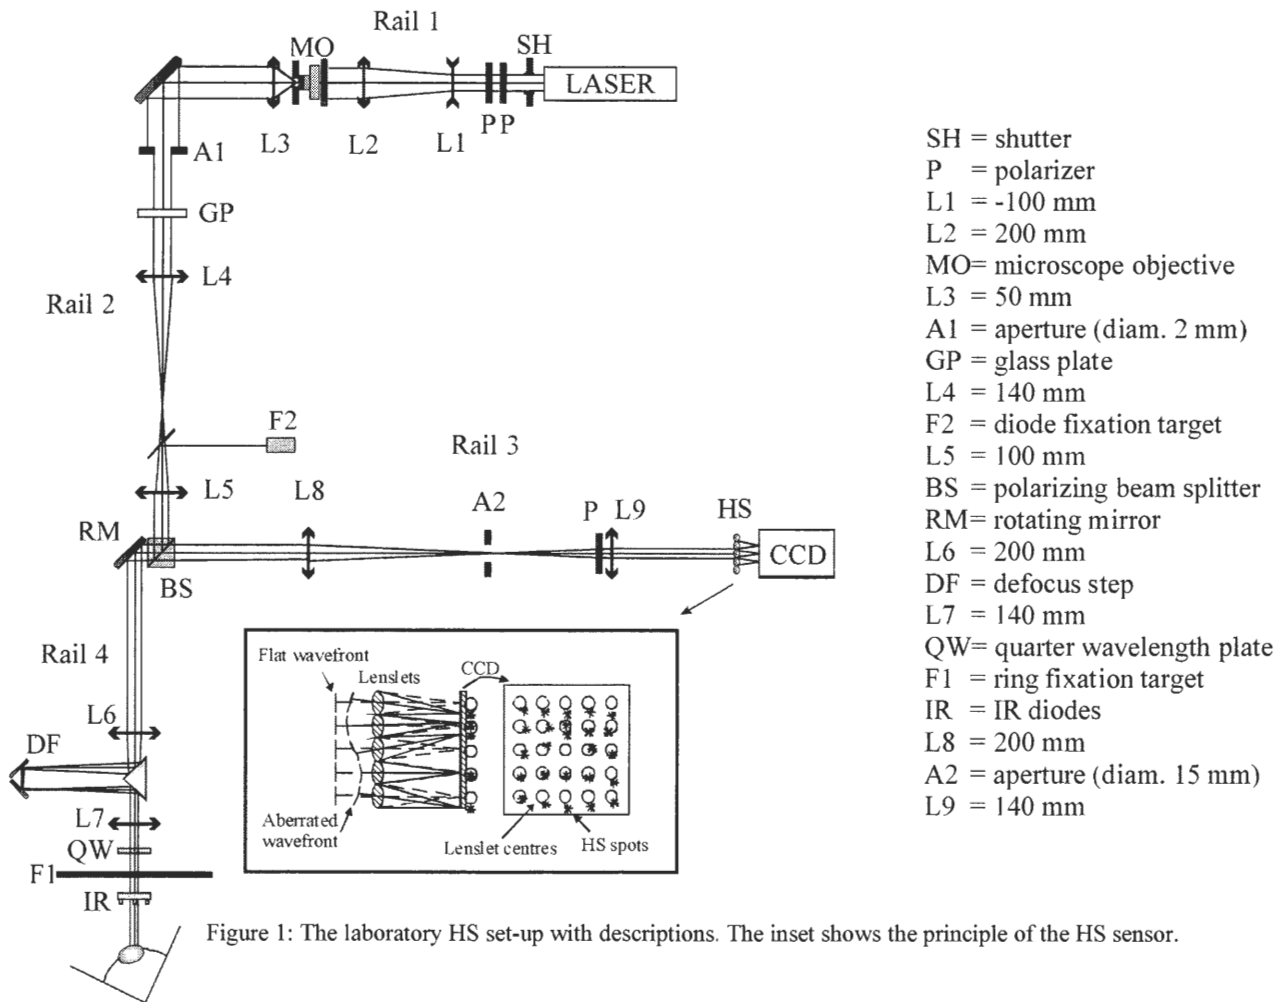 Rail 1
MO
SH
LASER
L3
L2
L1
P P
A1
GP
L4
Rail 2
F2
Rail 3
L5
L8
A2
P
L9
HS
CCD
RM
BS
Rail 4
L6
DF
L7
QW
F1
IR
Flat wavefront
Lenslets
CCD
Aberrated
wavefront
Lenslet centres
HS spots
SH = shutter
P = polarizer
L1 = -100 mm
L2 = 200 mm
MO= microscope objective
L3 = 50 mm
A1 = aperture (diam. 2 mm)
GP = glass plate
L4 = 140 mm
F2 = diode fixation target
L5 = 100 mm
BS = polarizing beam splitter
RM= rotating mirror
L6 = 200 mm
DF = defocus step
L7 = 140 mm
QW= quarter wavelength plate
F1 = ring fixation target
IR = IR diodes
L8 = 200 mm
A2 = aperture (diam. 15 mm)
L9 = 140 mm
Figure 1: The laboratory HS set-up with descriptions. The inset shows the principle of the HS sensor.